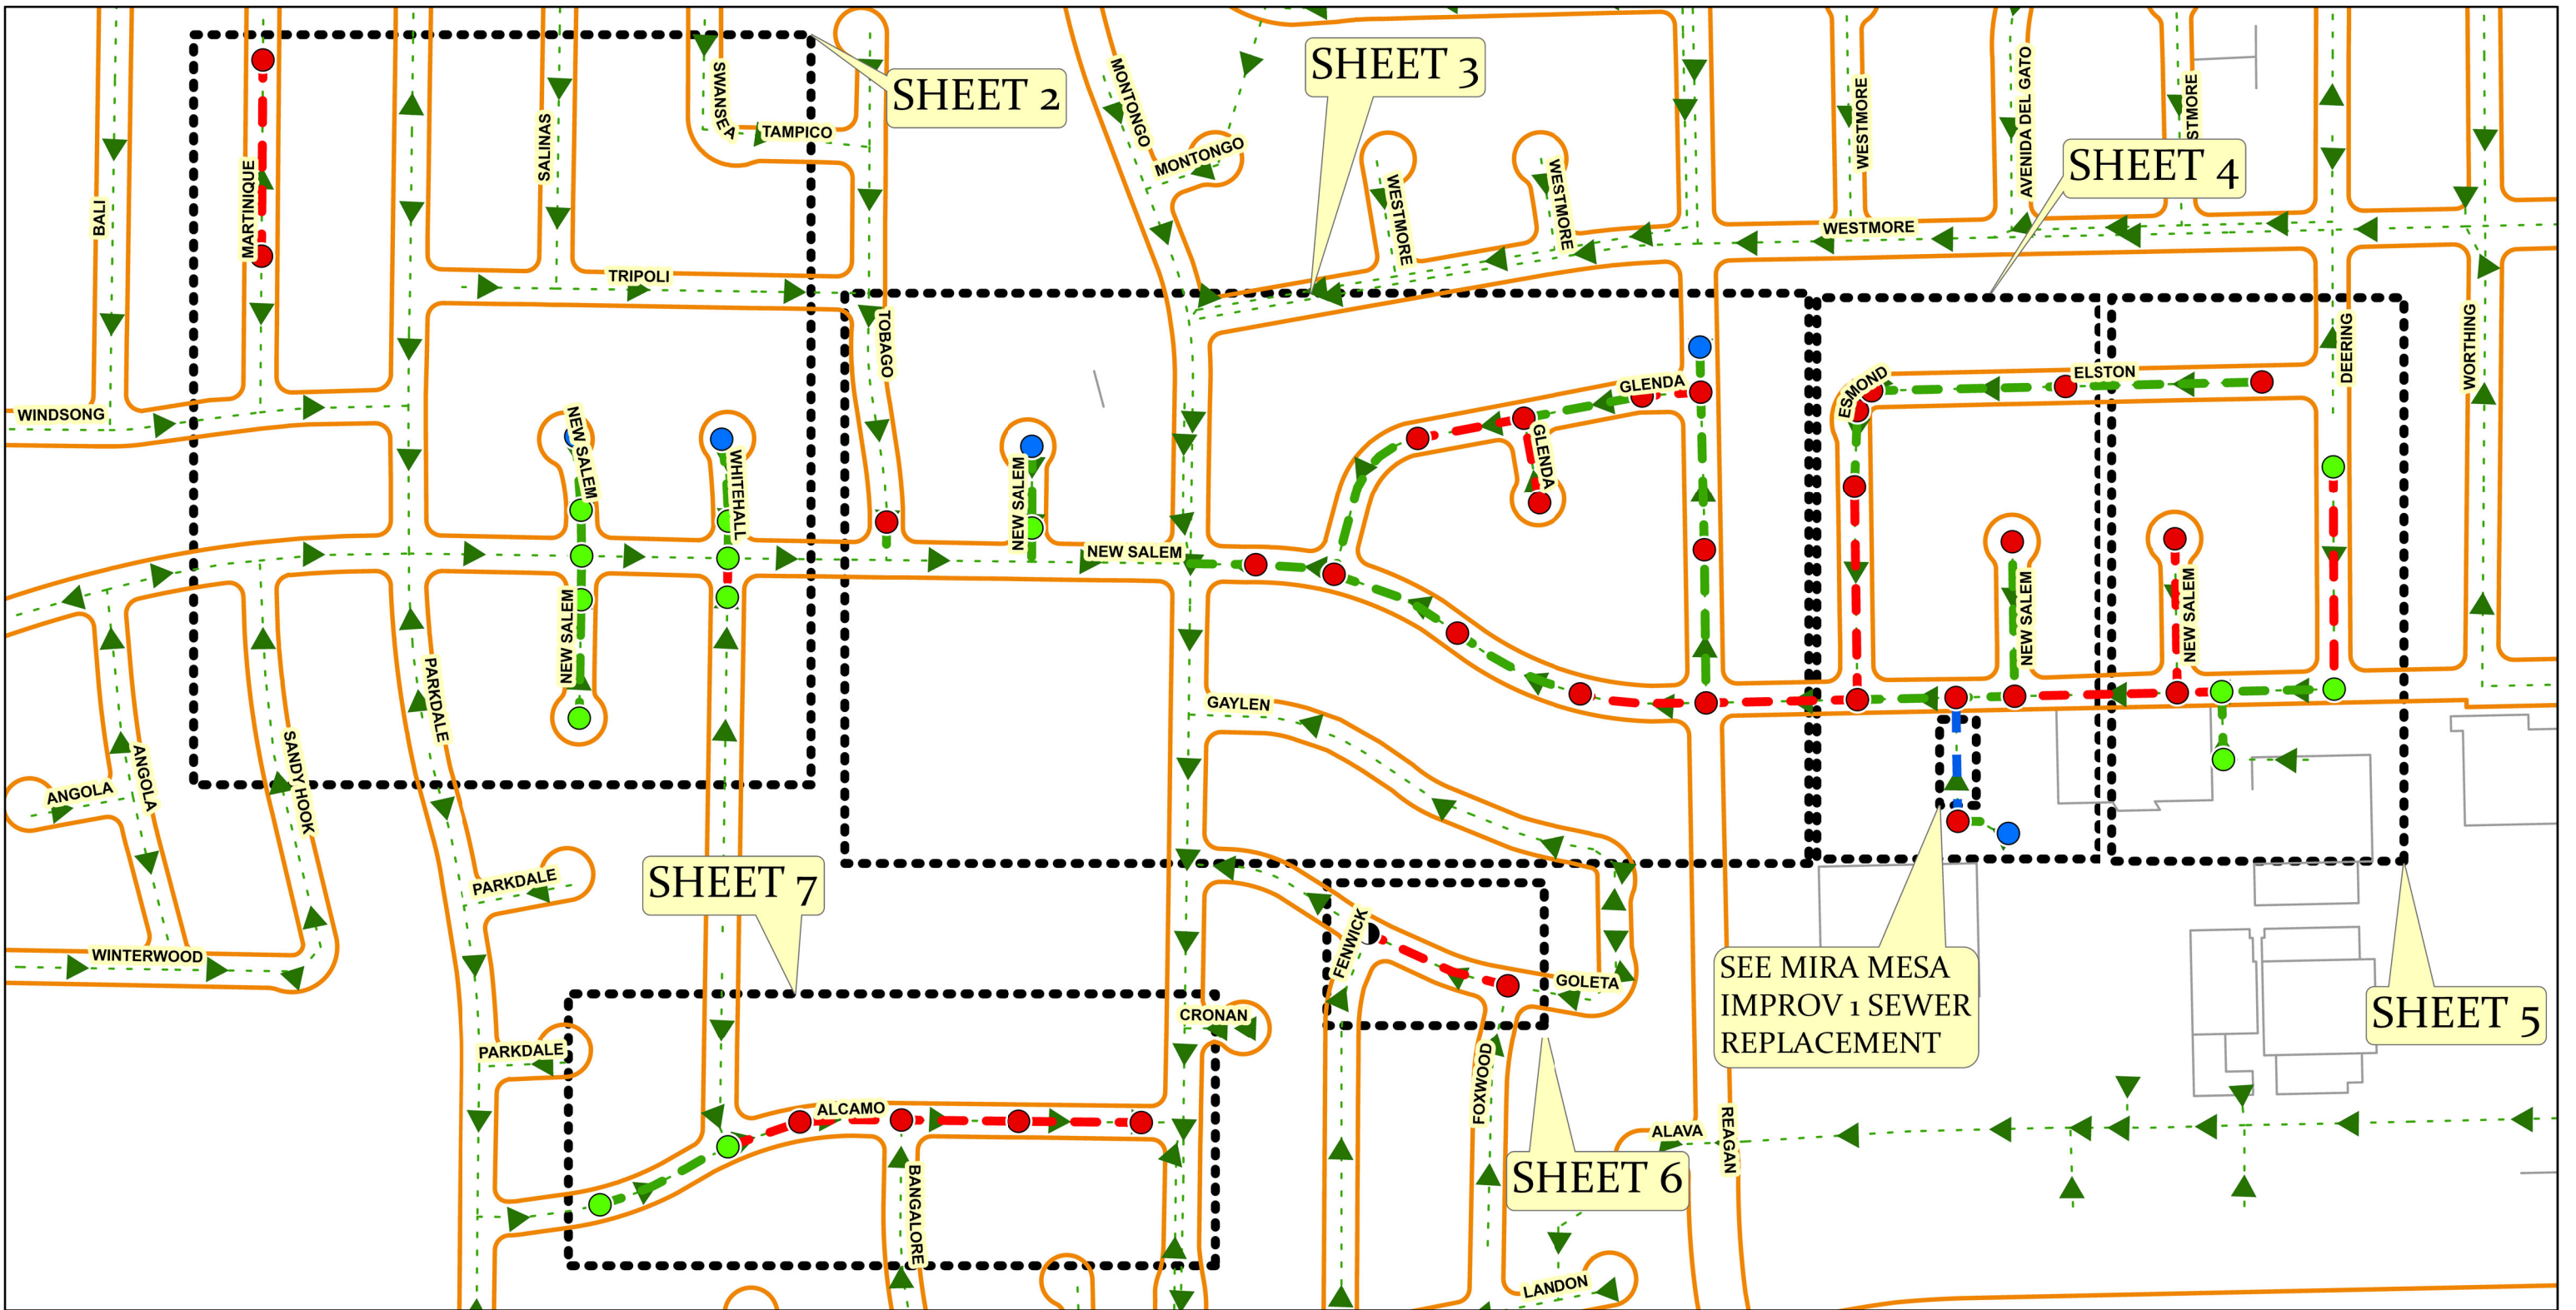 SHEET 2
SHEET 3
SHEET 4
SWANSEA
TAMPICO
MONTONGO
MONTONGO
WESTMORE
AVENIDA DEL GATO
STMORE
SALINAS
BALI
MARTINIQUE
WESTMORE
WESTMORE
WESTMORE
TRIPOLI
TOBAGO
DEERING
WORTHING
WINDSONG
NEW SALEM
WHITEHALL
NEW SALEM
GLENDA
GLENDA
ESMOND
ELSTON
NEW SALEM
NEW SALEM
NEW SALEM
NEW SALEM
PARKDALE
GAYLEN
ANGOLA
ANGOLA
SANDY HOOK
SHEET 7
PARKDALE
WINTERWOOD
FENWICK
GOLETA
SEE MIRA MESA
IMPROV 1 SEWER
REPLACEMENT
SHEET 5
CRONAN
PARKDALE
ALCAMO
FOXWOOD
ALAVA
REAGAN
SHEET 6
BANGALORE
LANDON